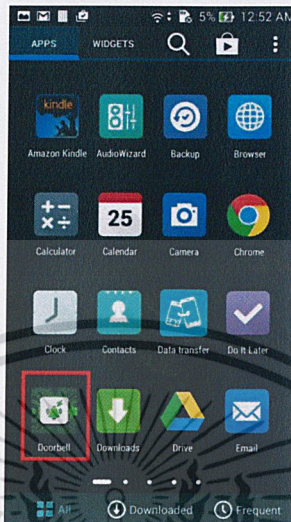 5% 12:52 AM
APPS WIDGETS
kindle
Amazon Kindle AudioWizard Backup Browser
25
Calculator Calendar Camera Chrome
Clock Contacts Data transfer Do It Later
Doorbell Downloads Drive Email
All Downloaded Frequent